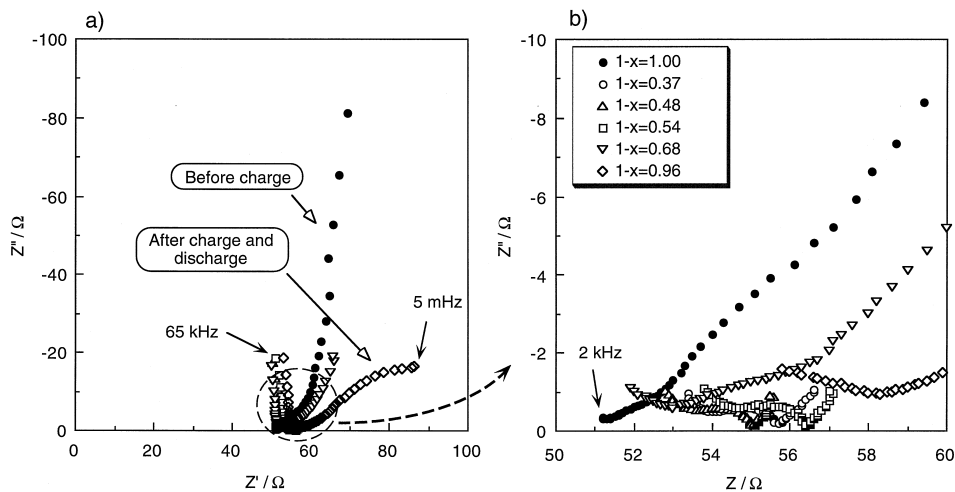 a)
-100
-80
-60
-40
-20
0
Z" / Ω
0
20
40
60
80
100
Z' / Ω
Before charge
After charge and
discharge
65 kHz
5 mHz
b)
-10
-8
-6
-4
-2
0
Z" / Ω
50
52
54
56
58
60
Z / Ω
1-x=1.00
1-x=0.37
1-x=0.48
1-x=0.54
1-x=0.68
1-x=0.96
2 kHz